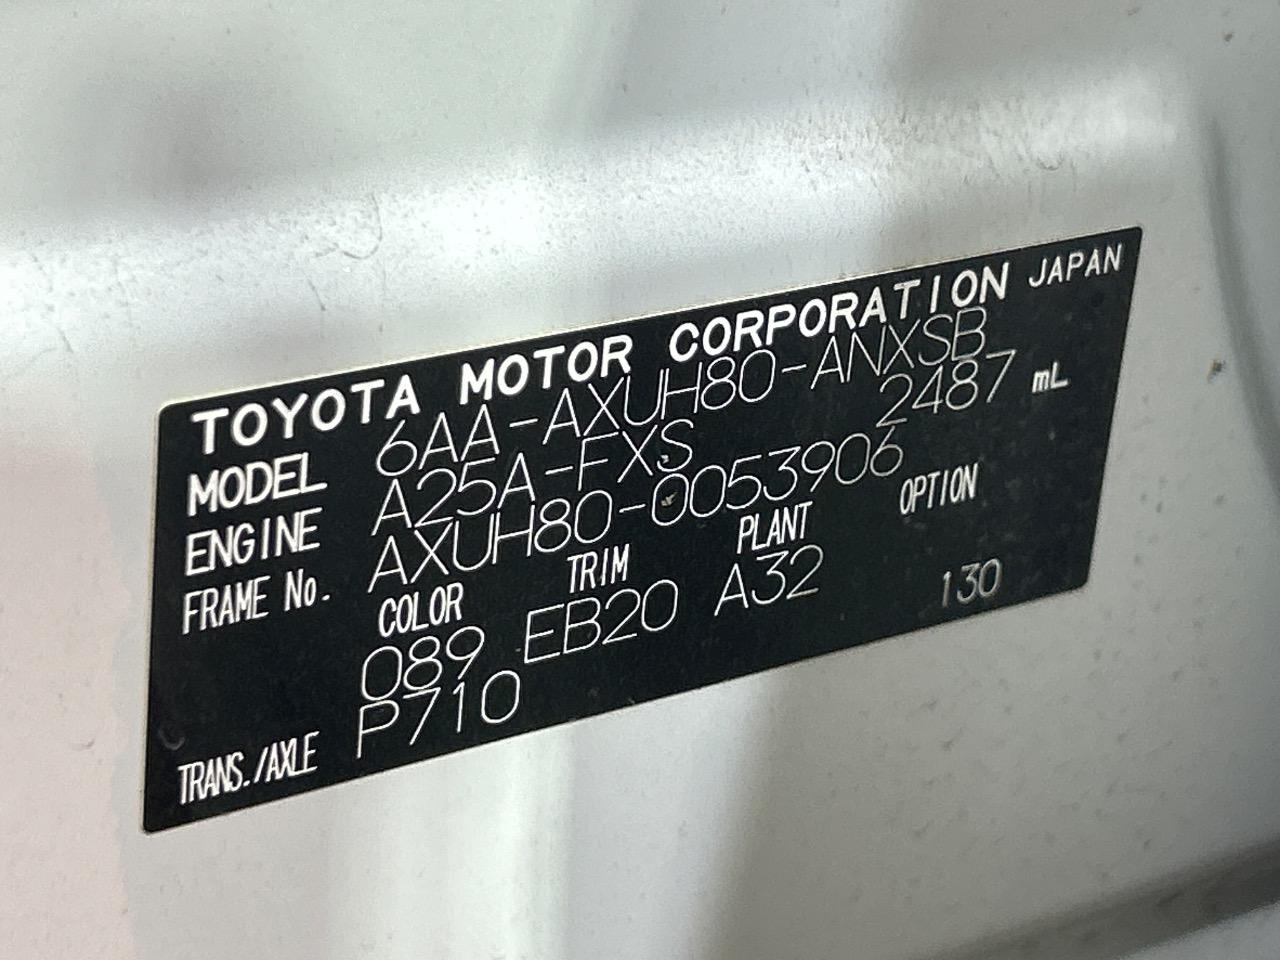 TOYOTA MOTOR CORPORATION JAPAN
MODEL 6AA-AXUH80-ANXSB
ENGINE A25A-FXS 2487 mL
FRAME No. AXUH80-0053906
COLOR TRIM PLANT OPTION
089 EB20 A32 130
TRANS./AXLE P710